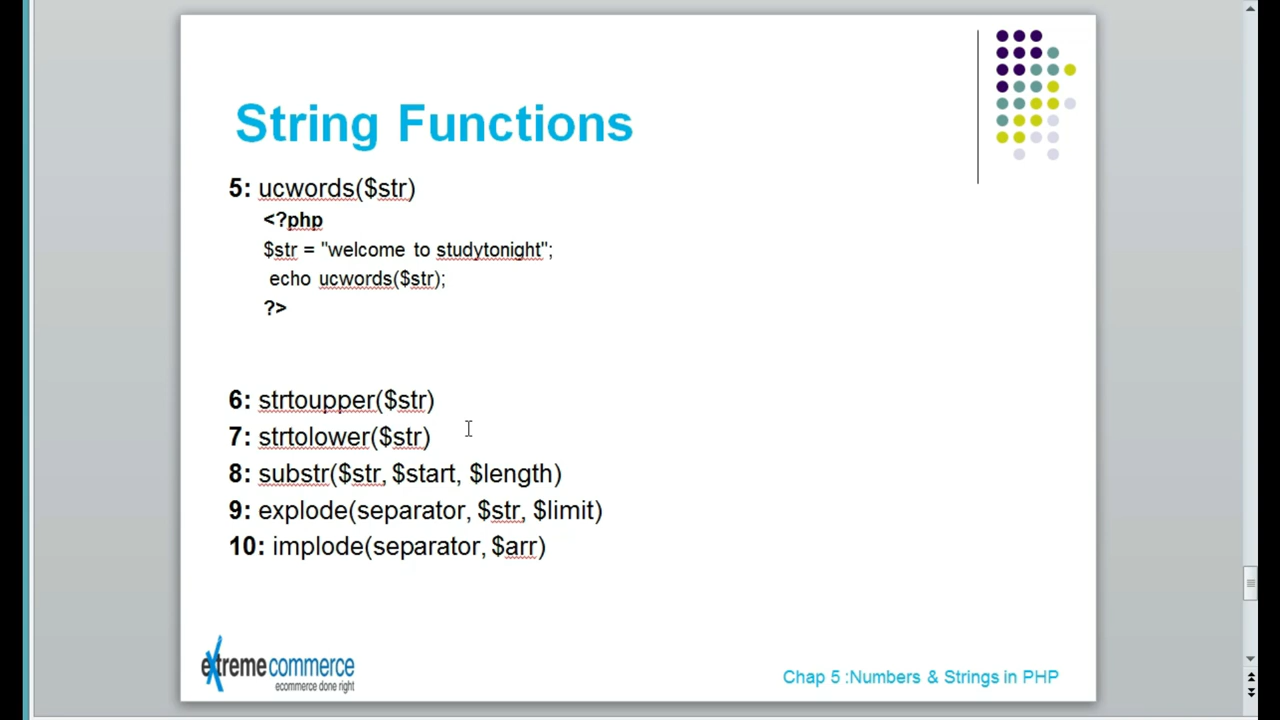 String Functions
5: ucwords($str)
<?php
$str = "welcome to studytonight";
echo ucwords($str);
?>
6: strtoupper($str)
7: strtolower($str)
8: substr($str, $start, $length)
9: explode(separator, $str, $limit)
10: implode(separator, $arr)
extreme commerce
ecommerce done right
Chap 5 :Numbers & Strings in PHP